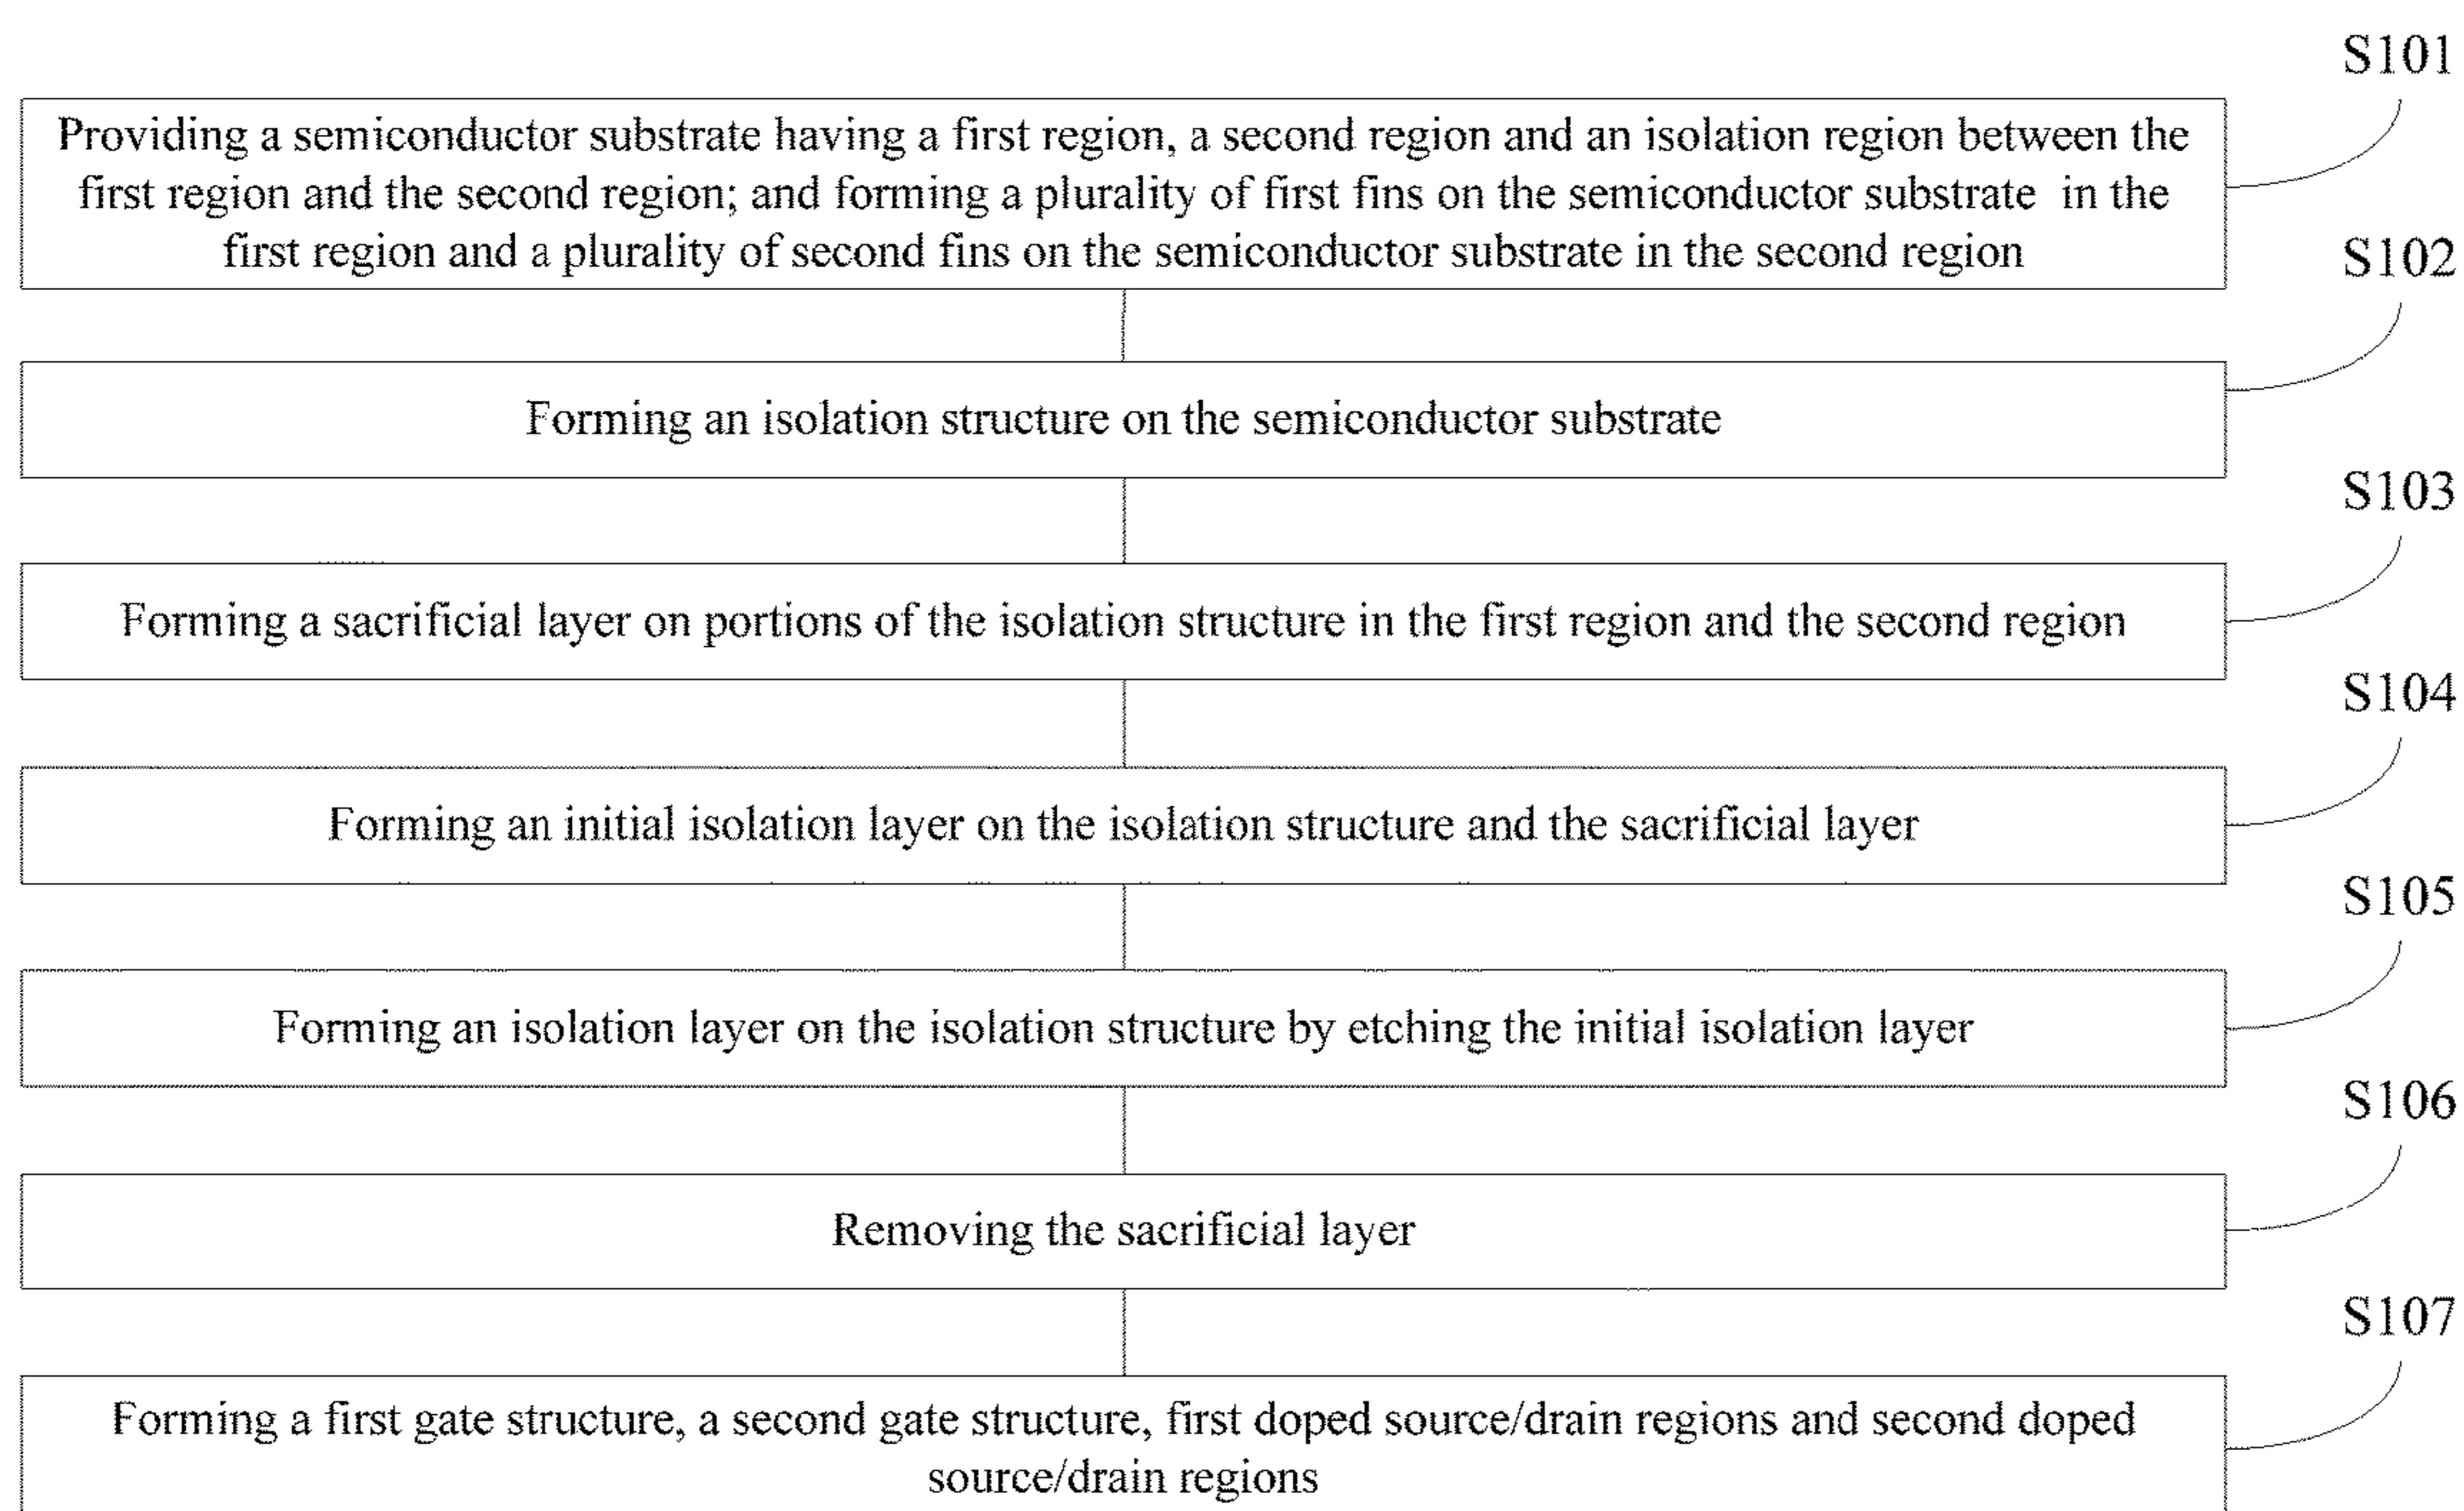 S101
Providing a semiconductor substrate having a first region, a second region and an isolation region between the
first region and the second region; and forming a plurality of first fins on the semiconductor substrate in the
first region and a plurality of second fins on the semiconductor substrate in the second region
S102
Forming an isolation structure on the semiconductor substrate
S103
Forming a sacrificial layer on portions of the isolation structure in the first region and the second region
S104
Forming an initial isolation layer on the isolation structure and the sacrificial layer
S105
Forming an isolation layer on the isolation structure by etching the initial isolation layer
S106
Removing the sacrificial layer
S107
Forming a first gate structure, a second gate structure, first doped source/drain regions and second doped
source/drain regions